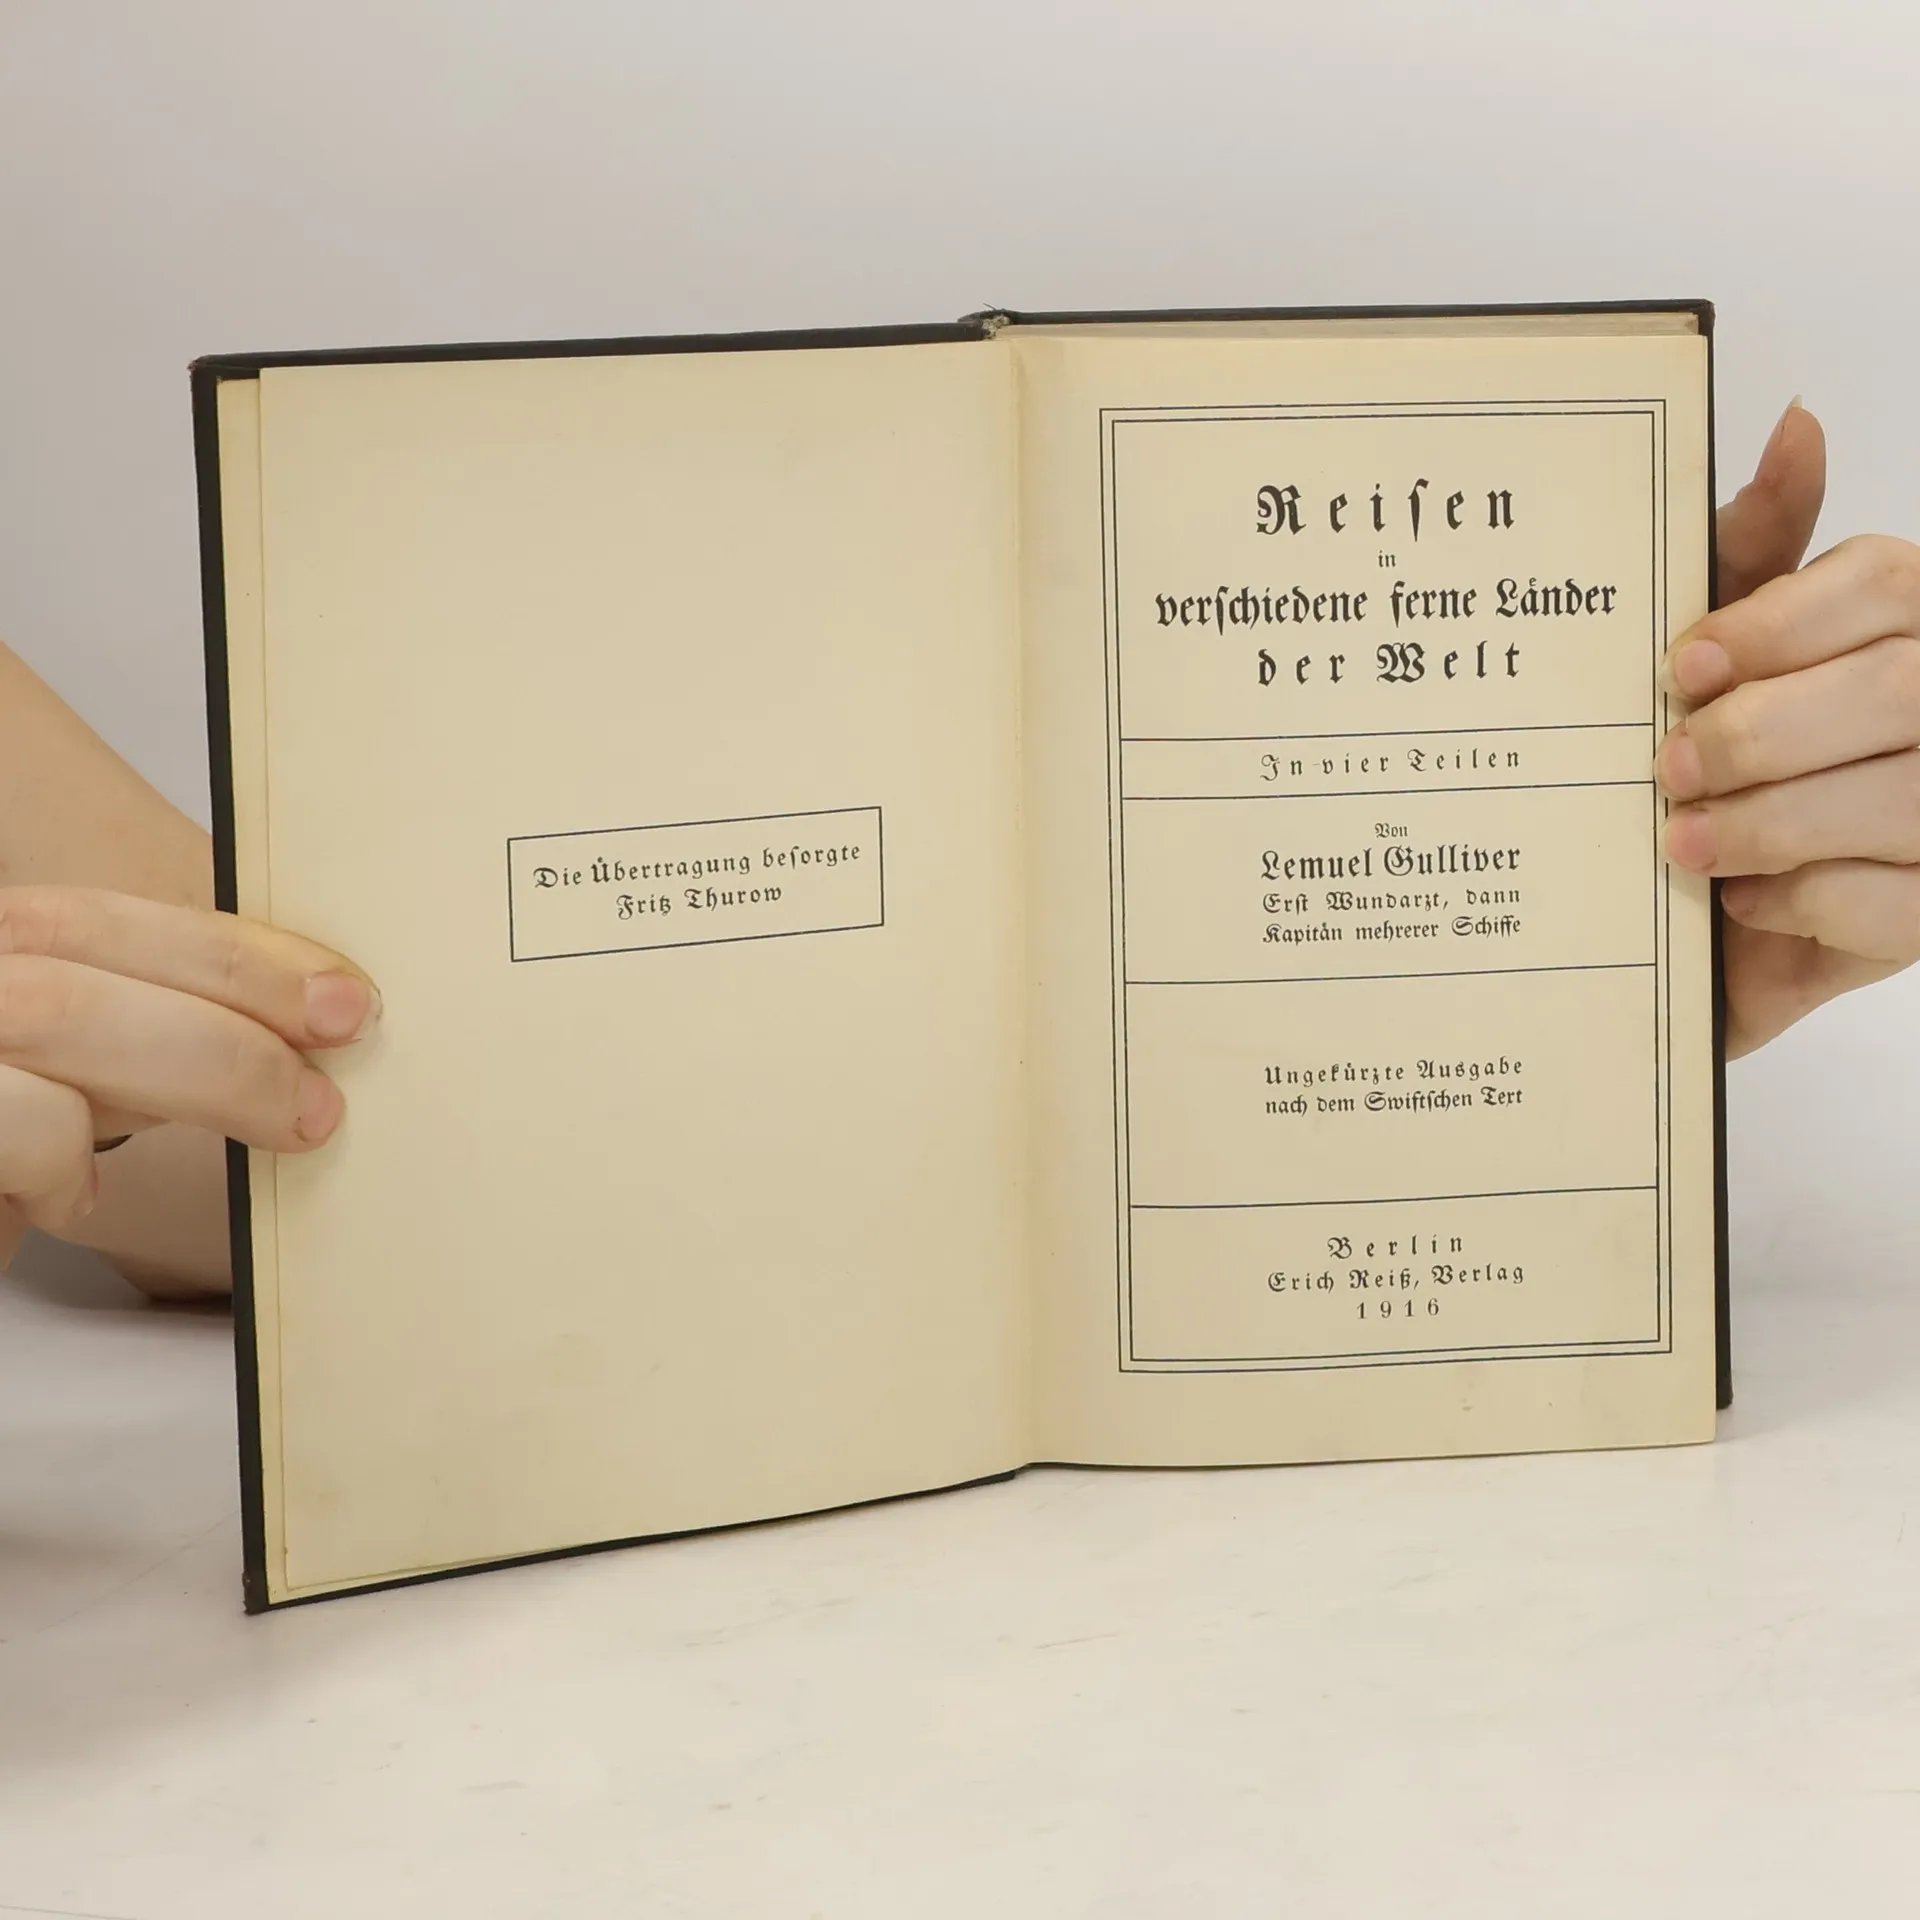 Die Übertragung besorgte
Fritz Thurow
Reisen
in
verschiedene ferne Länder
der Welt
In vier Teilen
Von
Lemuel Gulliver
Erst Wundarzt, dann
Kapitän mehrerer Schiffe
Ungekürzte Ausgabe
nach dem Swiftschen Text
Berlin
Erich Reiß, Verlag
1916